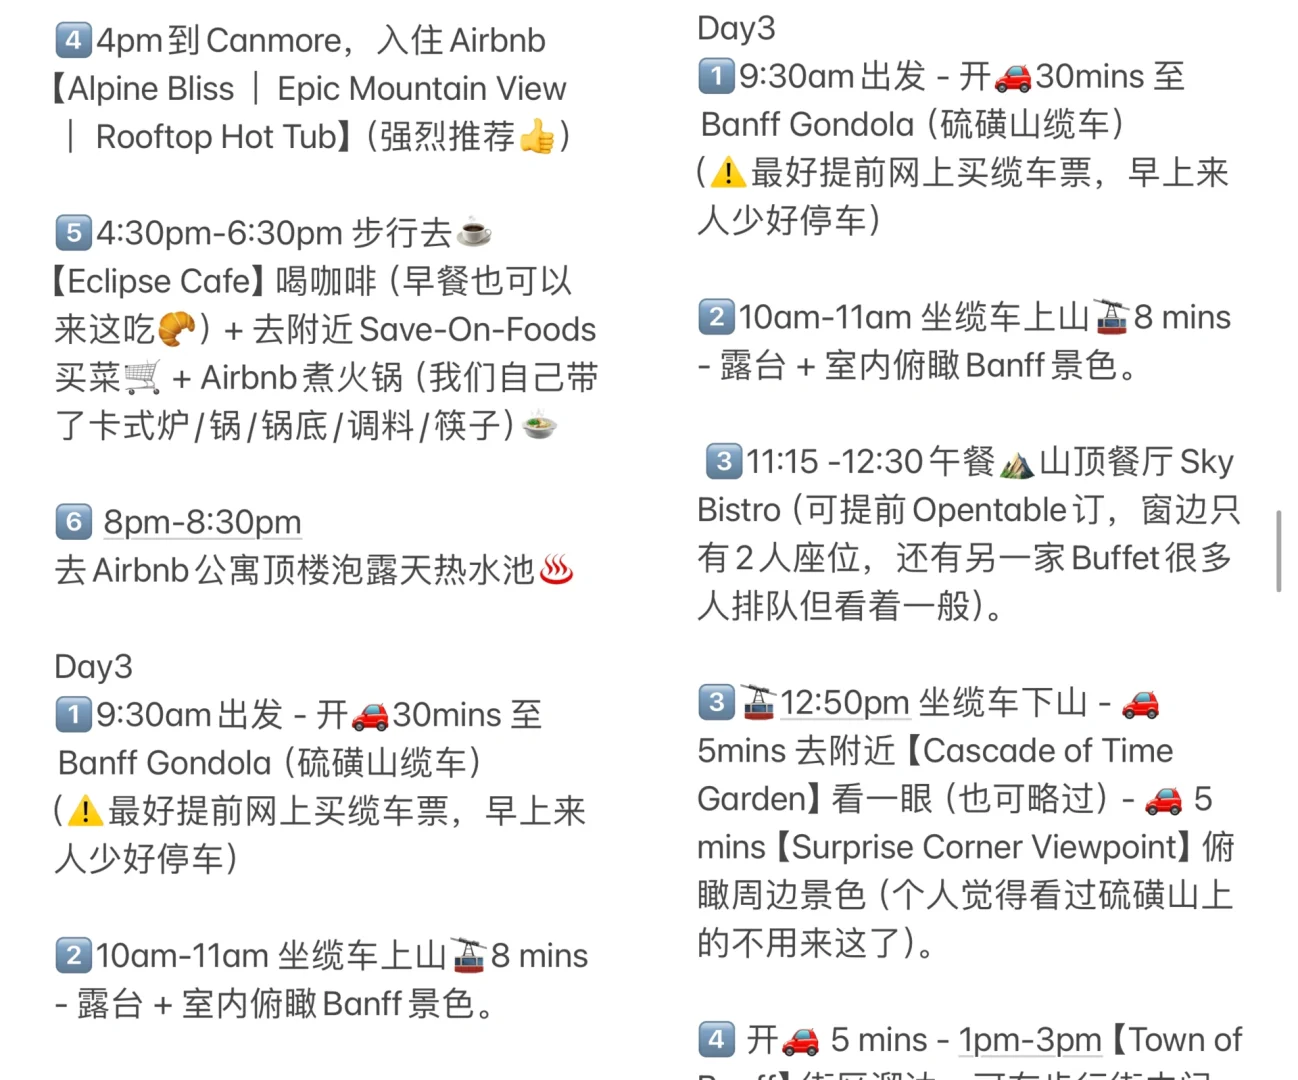 4️⃣4pm到Canmore，入住Airbnb
【Alpine Bliss ｜ Epic Mountain View
｜ Rooftop Hot Tub】（强烈推荐👍）
5️⃣4:30pm-6:30pm 步行去☕️
【Eclipse Cafe】喝咖啡（早餐也可以
来这吃🥐）+ 去附近Save-On-Foods
买菜🛒 + Airbnb煮火锅（我们自己带
了卡式炉/锅/锅底/调料/筷子）🍲
6️⃣ 8pm-8:30pm
去Airbnb公寓顶楼泡露天热水池♨️
Day3
1️⃣9:30am出发 - 开🚗30mins 至
Banff Gondola（硫磺山缆车）
（⚠️最好提前网上买缆车票，早上来
人少好停车）
2️⃣10am-11am 坐缆车上山🚡8 mins
- 露台 + 室内俯瞰Banff景色。
Day3
1️⃣9:30am出发 - 开🚗30mins 至
Banff Gondola（硫磺山缆车）
（⚠️最好提前网上买缆车票，早上来
人少好停车）
2️⃣10am-11am 坐缆车上山🚡8 mins
- 露台 + 室内俯瞰Banff景色。
3️⃣11:15 -12:30午餐⛰️山顶餐厅Sky
Bistro（可提前Opentable订，窗边只
有2人座位，还有另一家Buffet很多
人排队但看着一般）。
3️⃣🚡12:50pm 坐缆车下山 - 🚗
5mins 去附近【Cascade of Time
Garden】看一眼（也可略过）- 🚗 5
mins【Surprise Corner Viewpoint】俯
瞰周边景色（个人觉得看过硫磺山上
的不用来这了）。
4️⃣ 开🚗 5 mins - 1pm-3pm【Town of